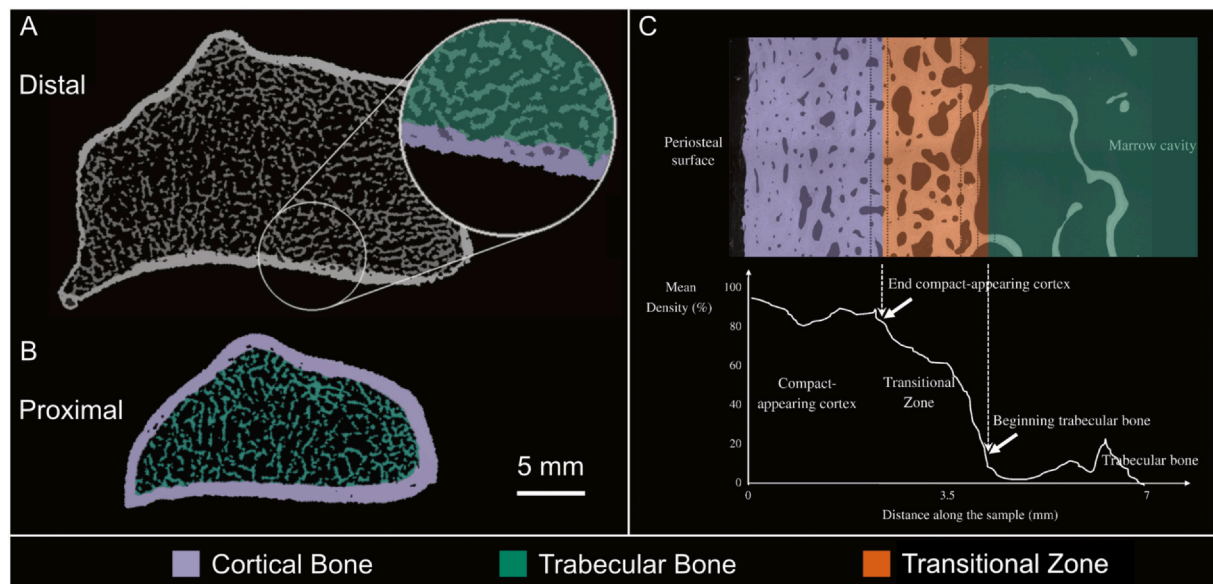 A
Distal
B
Proximal
5 mm
C
Periosteal
surface
Marrow cavity
Mean
Density (%)
100
80
60
40
20
0
End compact-appearing cortex
Compact-
appearing cortex
Transitional
Zone
Beginning trabecular bone
Trabecular bone
0
3.5
7
Distance along the sample (mm)
Cortical Bone
Trabecular Bone
Transitional Zone